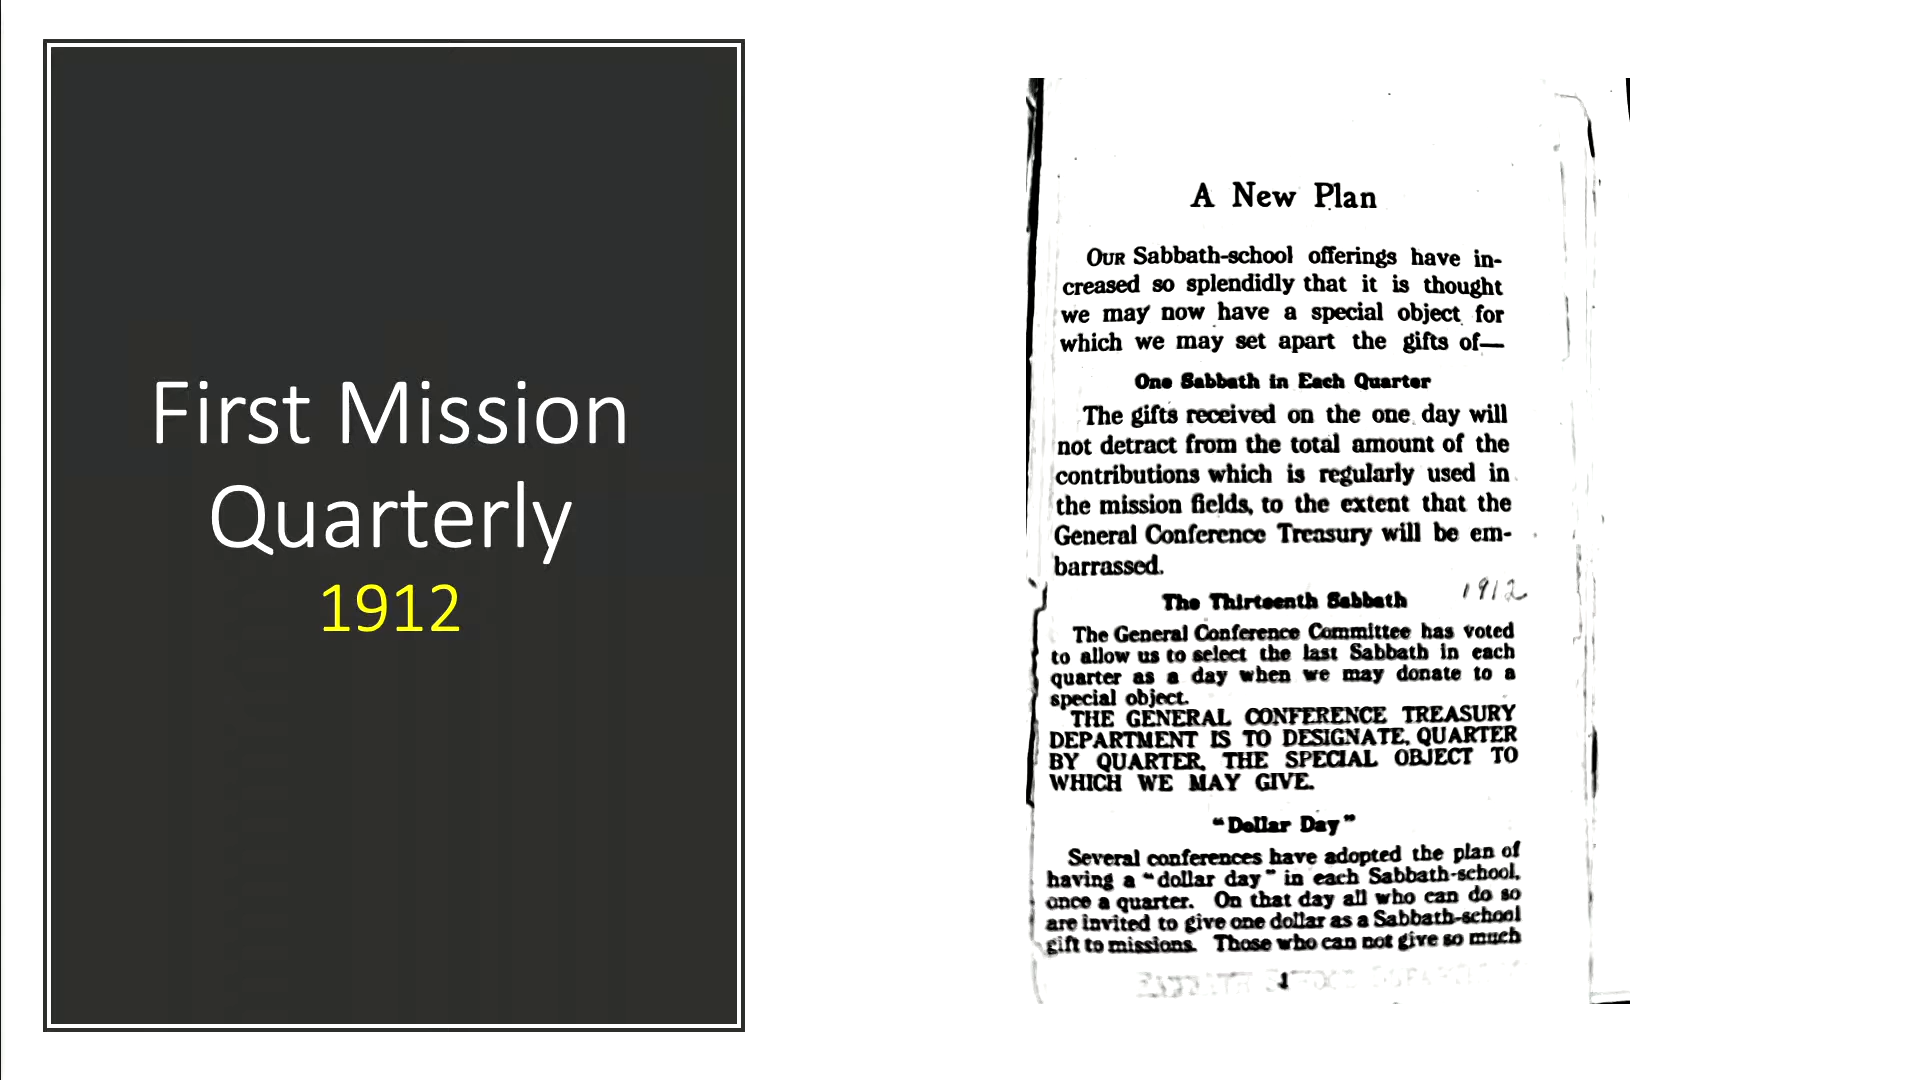 First Mission
Quarterly
1912
A New Plan
OUR Sabbath-school offerings have in-
creased so splendidly that it is thought
we may now have a special object for
which we may set apart the gifts of—
One Sabbath in Each Quarter
The gifts received on the one day will
not detract from the total amount of the
contributions which is regularly used in
the mission fields, to the extent that the
General Conference Treasury will be em-
barrassed.
1912
The Thirteenth Sabbath
The General Conference Committee has voted
to allow us to select the last Sabbath in each
quarter as a day when we may donate to a
special object.
THE GENERAL CONFERENCE TREASURY
DEPARTMENT IS TO DESIGNATE, QUARTER
BY QUARTER, THE SPECIAL OBJECT TO
WHICH WE MAY GIVE.
“Dollar Day”
Several conferences have adopted the plan of
having a “dollar day” in each Sabbath-school,
once a quarter. On that day all who can do so
are invited to give one dollar as a Sabbath-school
gift to missions. Those who can not give so much